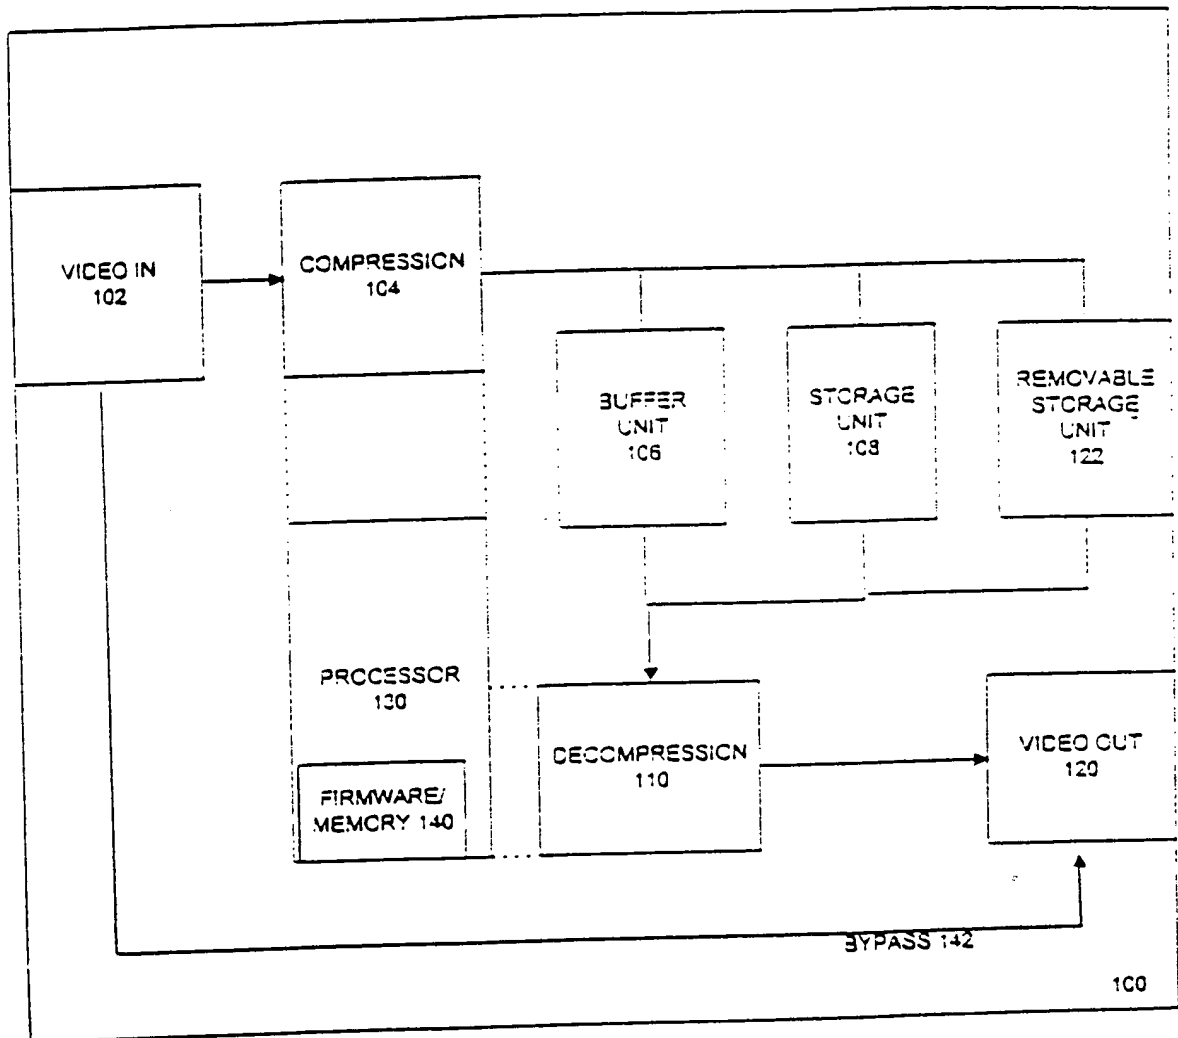 VIDEO IN
102
COMPRESSION
104
BUFFER
UNIT
106
STORAGE
UNIT
108
REMOVABLE
STORAGE
UNIT
122
PROCESSOR
130
FIRMWARE/
MEMORY 140
DECOMPRESSION
110
VIDEO OUT
120
BYPASS 142
100